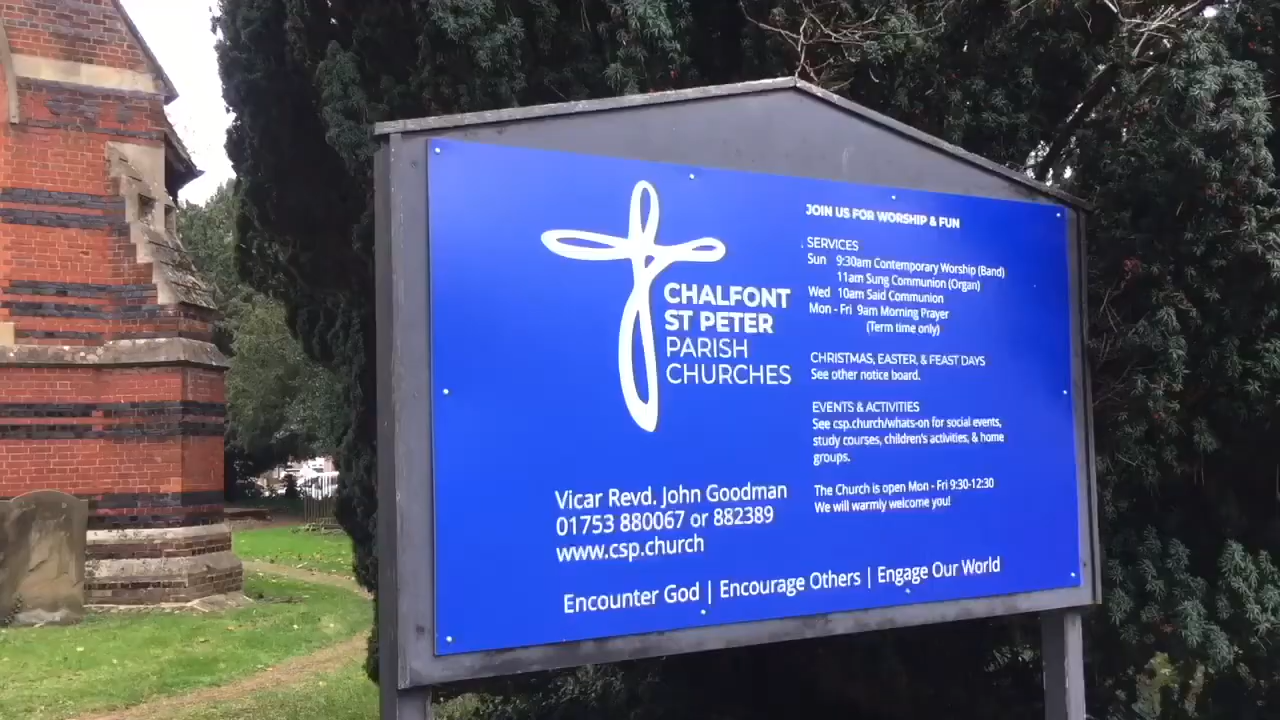 CHALFONT
ST PETER
PARISH
CHURCHES
Vicar Revd. John Goodman
01753 880067 or 882389
www.csp.church
JOIN US FOR WORSHIP & FUN
SERVICES
Sun 9:30am Contemporary Worship (Band)
11am Sung Communion (Organ)
Wed 10am Said Communion
Mon - Fri 9am Morning Prayer
(Term time only)
CHRISTMAS, EASTER, & FEAST DAYS
See other notice board.
EVENTS & ACTIVITIES
See csp.church/whats-on for social events,
study courses, children's activities, & home
groups.
The Church is open Mon - Fri 9:30-12:30
We will warmly welcome you!
Encounter God | Encourage Others | Engage Our World